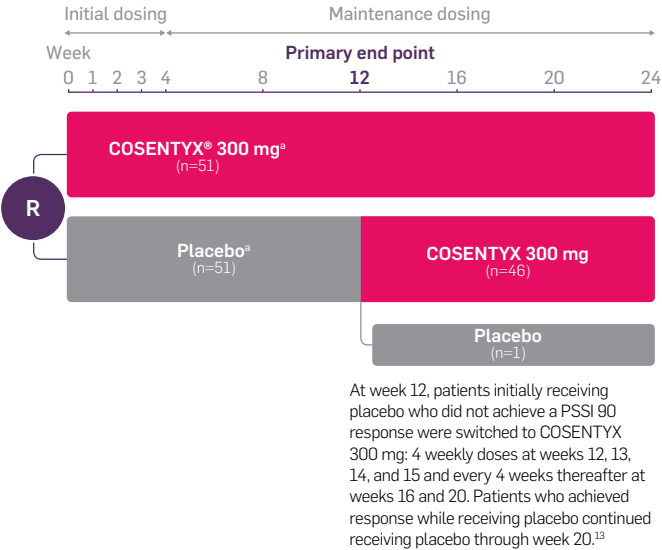 Initial dosing Maintenance dosing
Week Primary end point
0 1 2 3 4 8 12 16 20 24
COSENTYX® 300 mgᵃ
(n=51)
R
Placeboᵃ
(n=51)
COSENTYX 300 mg
(n=46)
Placebo
(n=1)
At week 12, patients initially receiving
placebo who did not achieve a PSSI 90
response were switched to COSENTYX
300 mg: 4 weekly doses at weeks 12, 13,
14, and 15 and every 4 weeks thereafter at
weeks 16 and 20. Patients who achieved
response while receiving placebo continued
receiving placebo through week 20.¹³